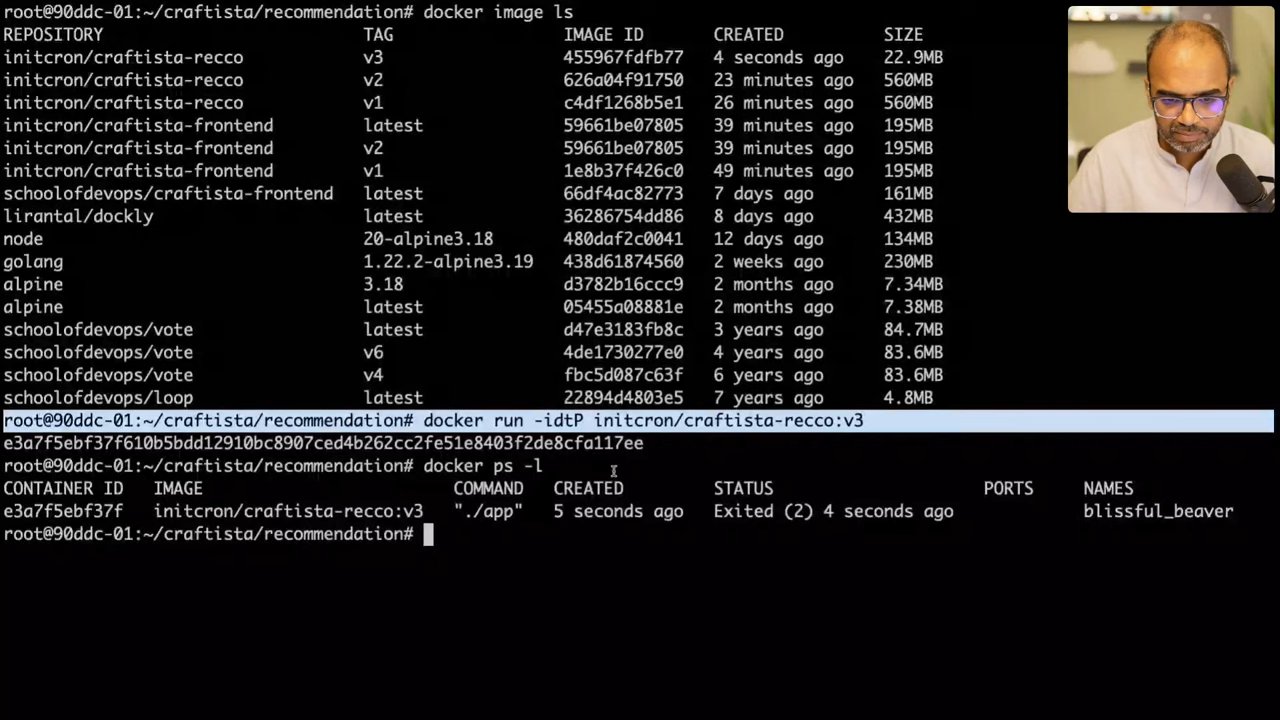 root@90ddc-01:~/craftista/recommendation# docker image ls
REPOSITORY TAG IMAGE ID CREATED SIZE
initcron/craftista-recco v3 455967fdfb77 4 seconds ago 22.9MB
initcron/craftista-recco v2 626a04f91750 23 minutes ago 560MB
initcron/craftista-recco v1 c4df1268b5e1 26 minutes ago 560MB
initcron/craftista-frontend latest 59661be07805 39 minutes ago 195MB
initcron/craftista-frontend v2 59661be07805 39 minutes ago 195MB
initcron/craftista-frontend v1 1e8b37f426c0 49 minutes ago 195MB
schoolofdevops/craftista-frontend latest 66df4ac82773 7 days ago 161MB
lirantal/dockly latest 36286754dd86 8 days ago 432MB
node 20-alpine3.18 480daf2c0041 12 days ago 134MB
golang 1.22.2-alpine3.19 438d61874560 2 weeks ago 230MB
alpine 3.18 d3782b16ccc9 2 months ago 7.34MB
alpine latest 05455a08881e 2 months ago 7.38MB
schoolofdevops/vote latest d47e3183fb8c 3 years ago 84.7MB
schoolofdevops/vote v6 4de1730277e0 4 years ago 83.6MB
schoolofdevops/vote v4 fbc5d087c63f 6 years ago 83.6MB
schoolofdevops/loop latest 22894d4803e5 7 years ago 4.8MB
root@90ddc-01:~/craftista/recommendation# docker run -idtP initcron/craftista-recco:v3
e3a7f5ebf37f610b5bdd12910bc8907ced4b262cc2fe51e8403f2de8cfa117ee
root@90ddc-01:~/craftista/recommendation# docker ps -l
CONTAINER ID IMAGE COMMAND CREATED STATUS PORTS NAMES
e3a7f5ebf37f initcron/craftista-recco:v3 "./app" 5 seconds ago Exited (2) 4 seconds ago blissful_beaver
root@90ddc-01:~/craftista/recommendation#